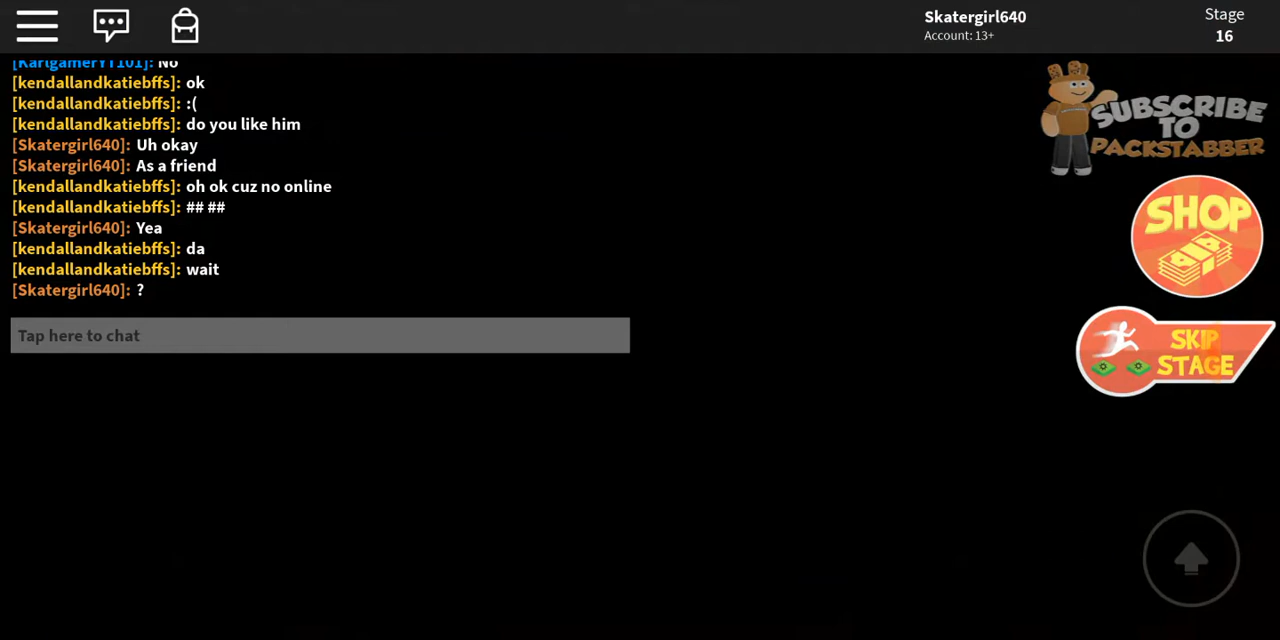 Skatergirl640
Account: 13+
Stage
16
[KarlgamerYT101]: No
[kendallandkatiebffs]: ok
[kendallandkatiebffs]: :(
[kendallandkatiebffs]: do you like him
[Skatergirl640]: Uh okay
[Skatergirl640]: As a friend
[kendallandkatiebffs]: oh ok cuz no online
[kendallandkatiebffs]: ## ##
[Skatergirl640]: Yea
[kendallandkatiebffs]: da
[kendallandkatiebffs]: wait
[Skatergirl640]: ?
Tap here to chat
SUBSCRIBE
TO
PACKSTABBER
SHOP
SKIP
STAGE